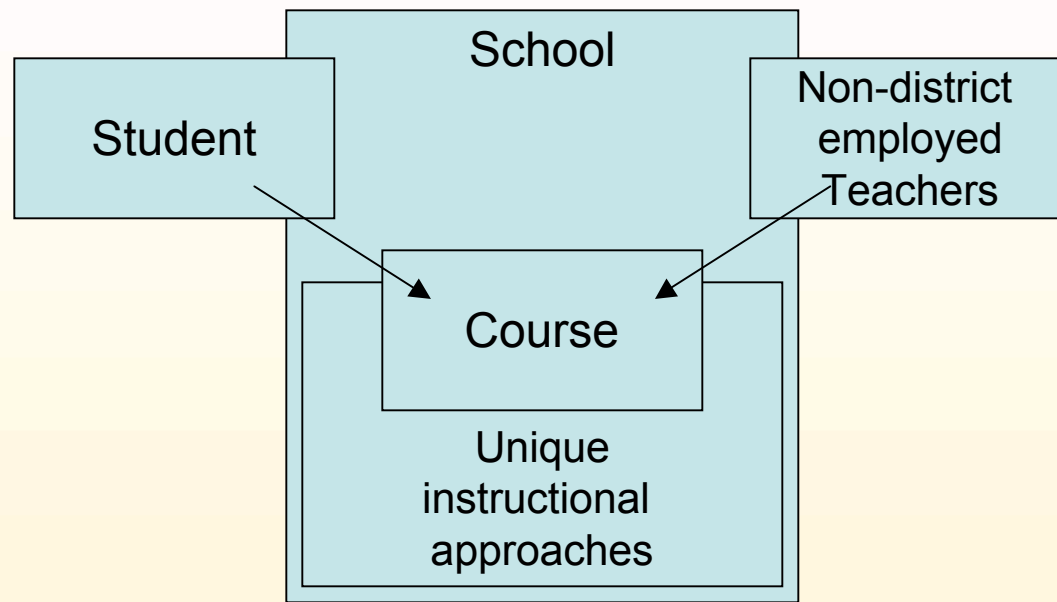 School
Student
Non-district
employed
Teachers
Course
Unique
instructional
approaches